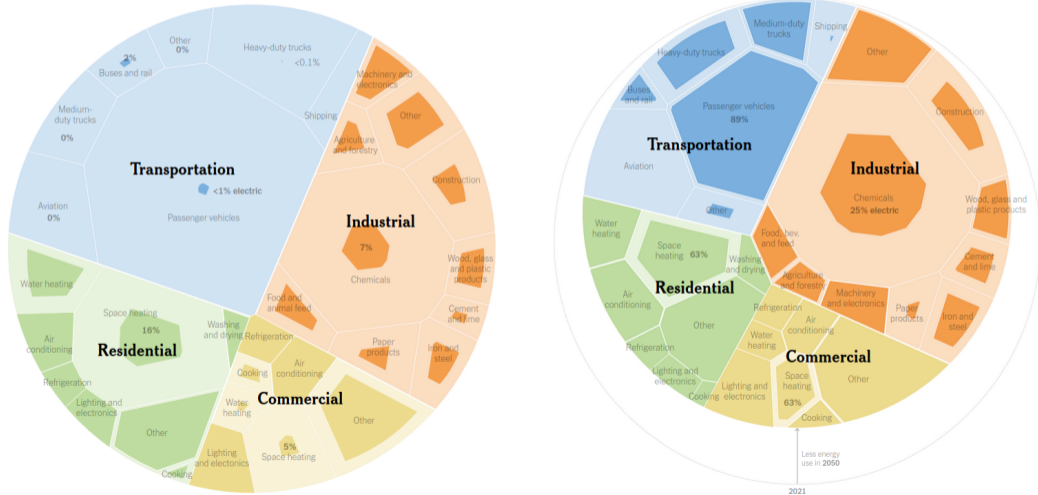 Other
0%
Heavy-duty trucks
<0.1%
2%
Buses and rail
Machinery and
electronics
Medium-
duty trucks
0%
Shipping
Other
Agriculture
and forestry
Transportation
<1% electric
Passenger vehicles
Aviation
0%
Construction
Industrial
7%
Chemicals
Wood, glass
and plastic
products
Water heating
Food and
animal feed
Cement
and lime
Space heating
16%
Washing
and drying
Refrigeration
Air
conditioning
Residential
Paper
products
Iron and
steel
Refrigeration
Cooking
Air
conditioning
Commercial
Lighting and
electronics
Water
heating
Other
Other
Lighting
and electonics
5%
Space heating
Cooking
Medium-duty
trucks
Shipping
Heavy-duty trucks
Other
Buses
and rail
Passenger vehicles
89%
Construction
Transportation
Aviation
Industrial
Chemicals
25% electric
Wood, glass and
plastic products
Other
Water
heating
Space
heating
63%
Food, bev.
and feed
Washing
and drying
Cement
and lime
Residential
Agriculture
and forestry
Air
conditioning
Machinery
and electronics
Refrigeration
Paper
products
Iron and
steel
Other
Air
conditioning
Water
heating
Refrigeration
Commercial
Lighting and
electronics
Space
heating
63%
Other
Lighting and
electronics
Cooking
Cooking
Less energy
use in 2050
2021